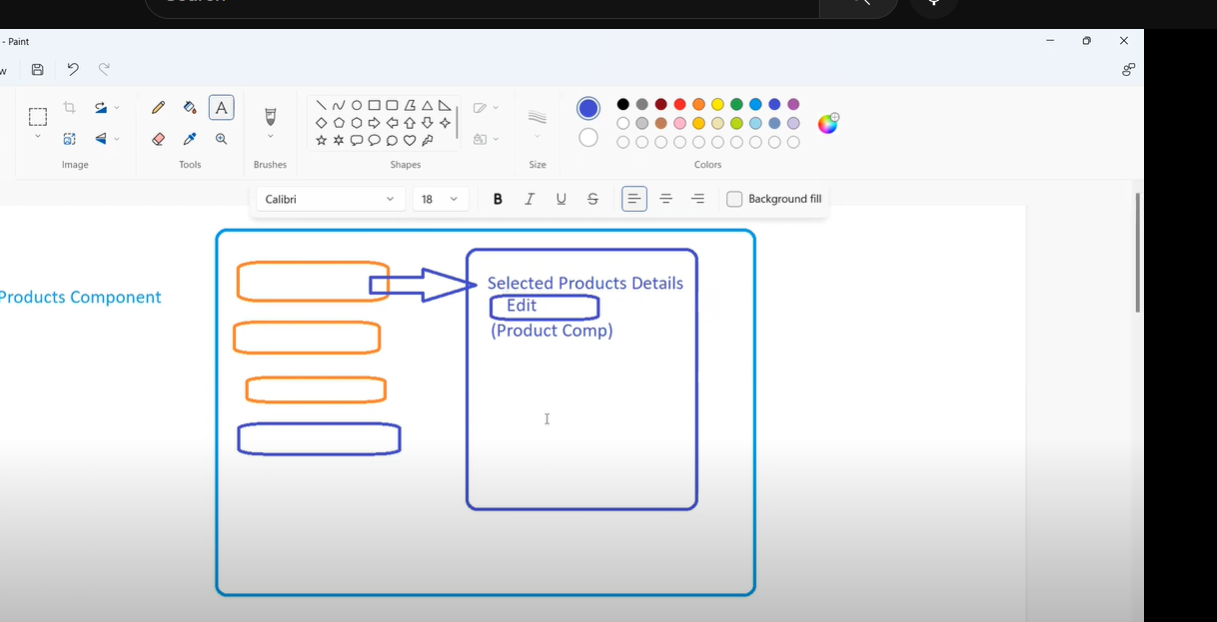 - Paint
w
A
Image
Tools
Brushes
Shapes
Size
Colors
Calibri
18
B I U S
Background fill
Products Component
Selected Products Details
Edit
(Product Comp)